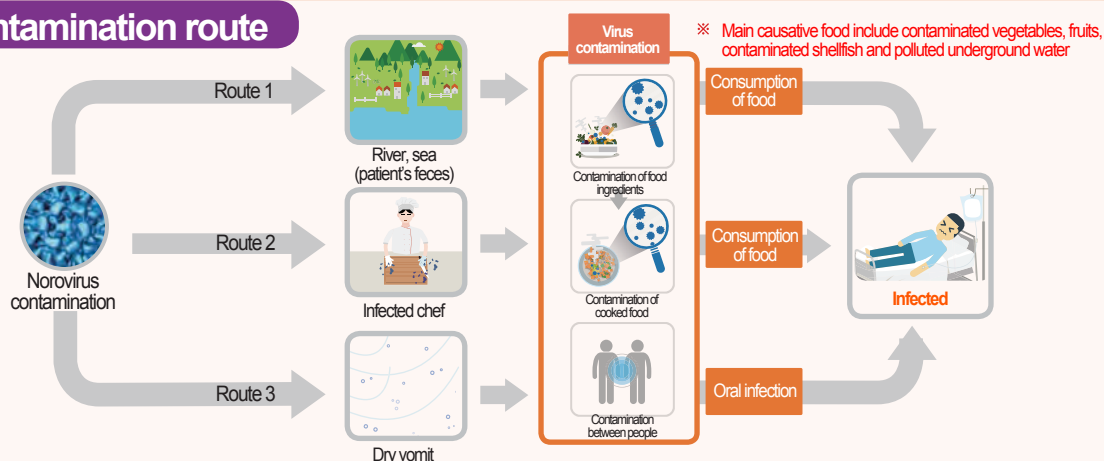 ntamination route
※ Main causative food include contaminated vegetables, fruits,
contaminated shellfish and polluted underground water
Virus
contamination
Route 1
River, sea
(patient's feces)
Contamination of food
ingredients
Consumption
of food
Norovirus
contamination
Route 2
Infected chef
Contamination of
cooked food
Consumption
of food
Infected
Route 3
Dry vomit
Contamination
between people
Oral infection